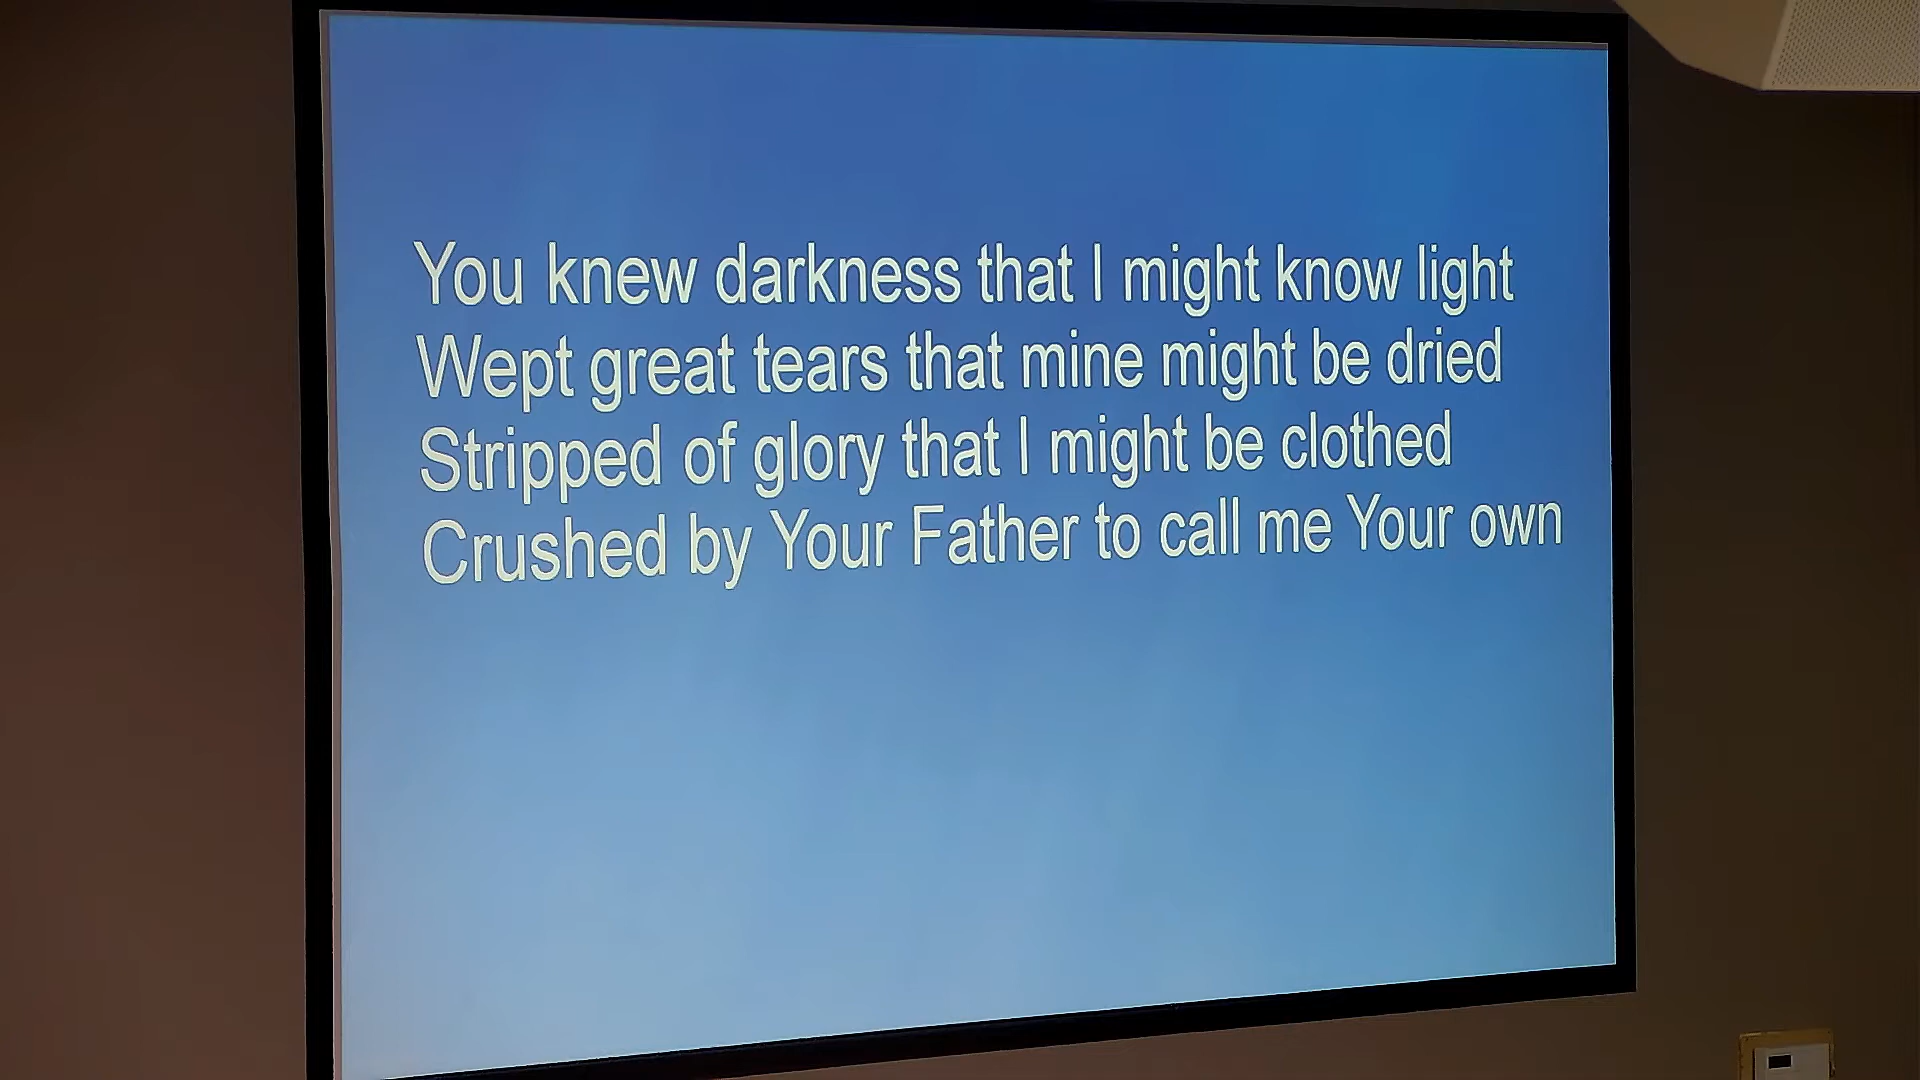 You knew darkness that I might know light
Wept great tears that mine might be dried
Stripped of glory that I might be clothed
Crushed by Your Father to call me Your own